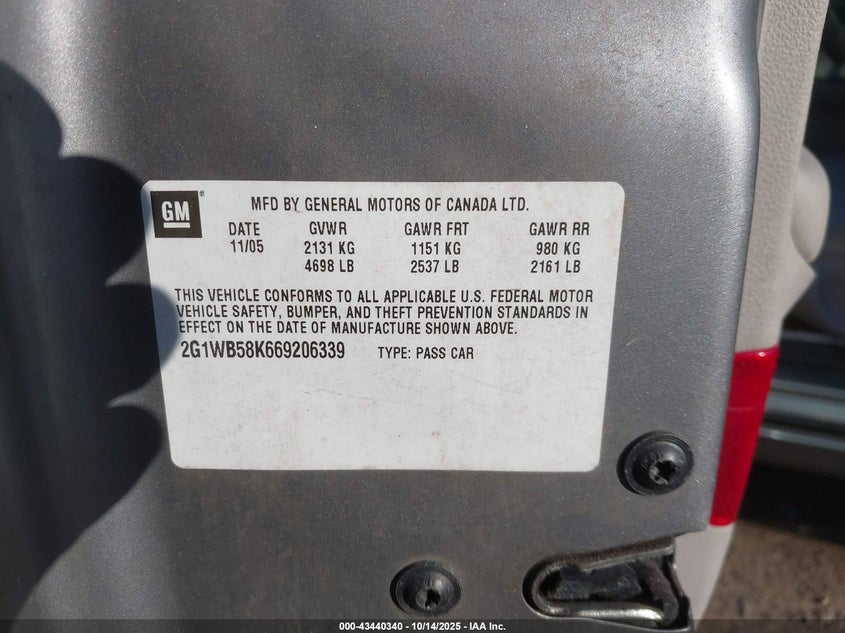 GM
MFD BY GENERAL MOTORS OF CANADA LTD.
DATE GVWR GAWR FRT GAWR RR
11/05 2131 KG 1151 KG 980 KG
4698 LB 2537 LB 2161 LB
THIS VEHICLE CONFORMS TO ALL APPLICABLE U.S. FEDERAL MOTOR
VEHICLE SAFETY, BUMPER, AND THEFT PREVENTION STANDARDS IN
EFFECT ON THE DATE OF MANUFACTURE SHOWN ABOVE.
2G1WB58K669206339 TYPE: PASS CAR
000-43440340 - 10/14/2025 - IAA Inc.